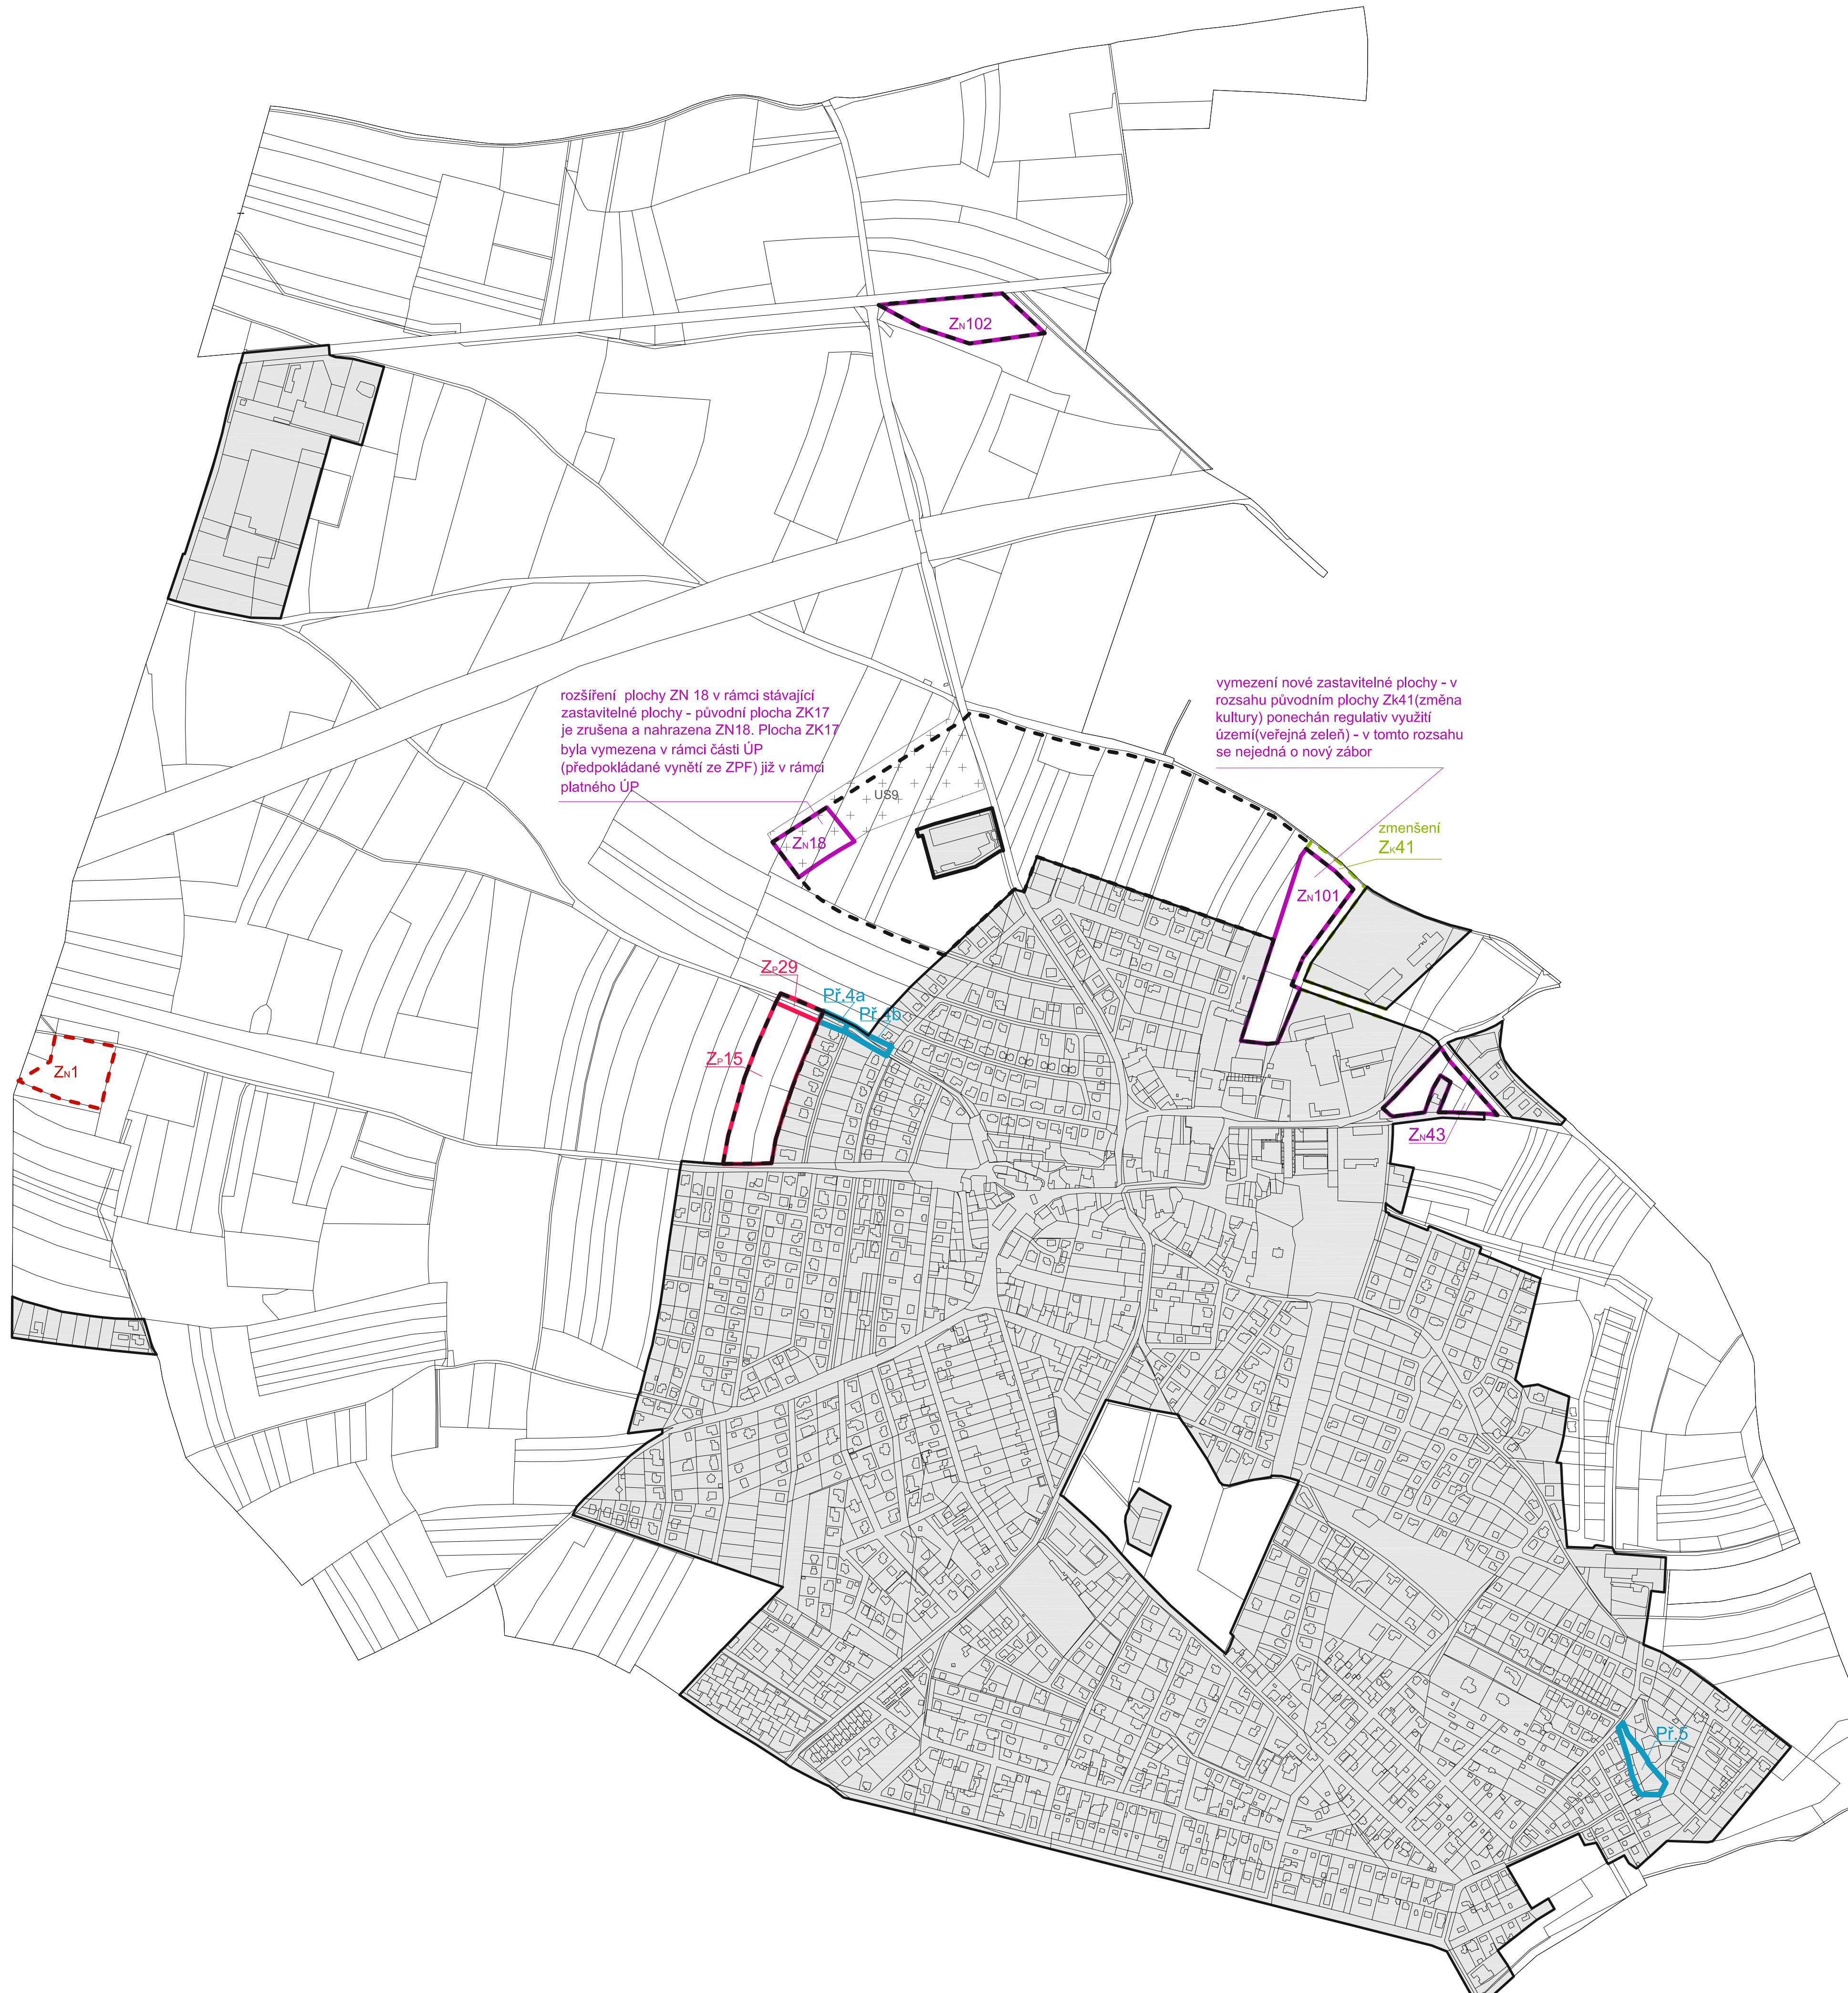 ZN102
rozšíření plochy ZN 18 v rámci stávající
zastavitelné plochy - původní plocha ZK17
je zrušena a nahrazena ZN18. Plocha ZK17
byla vymezena v rámci části ÚP
(předpokládané vynětí ze ZPF) již v rámci
platného ÚP
vymezení nové zastavitelné plochy - v
rozsahu původním plochy Zk41(změna
kultury) ponechán regulativ využití
území(veřejná zeleň) - v tomto rozsahu
se nejedná o nový zábor
US9
zmenšení
ZK41
ZN18
ZN101
ZP29
Př.4a
Př.4b
ZP15
ZN1
ZN43
Př.5